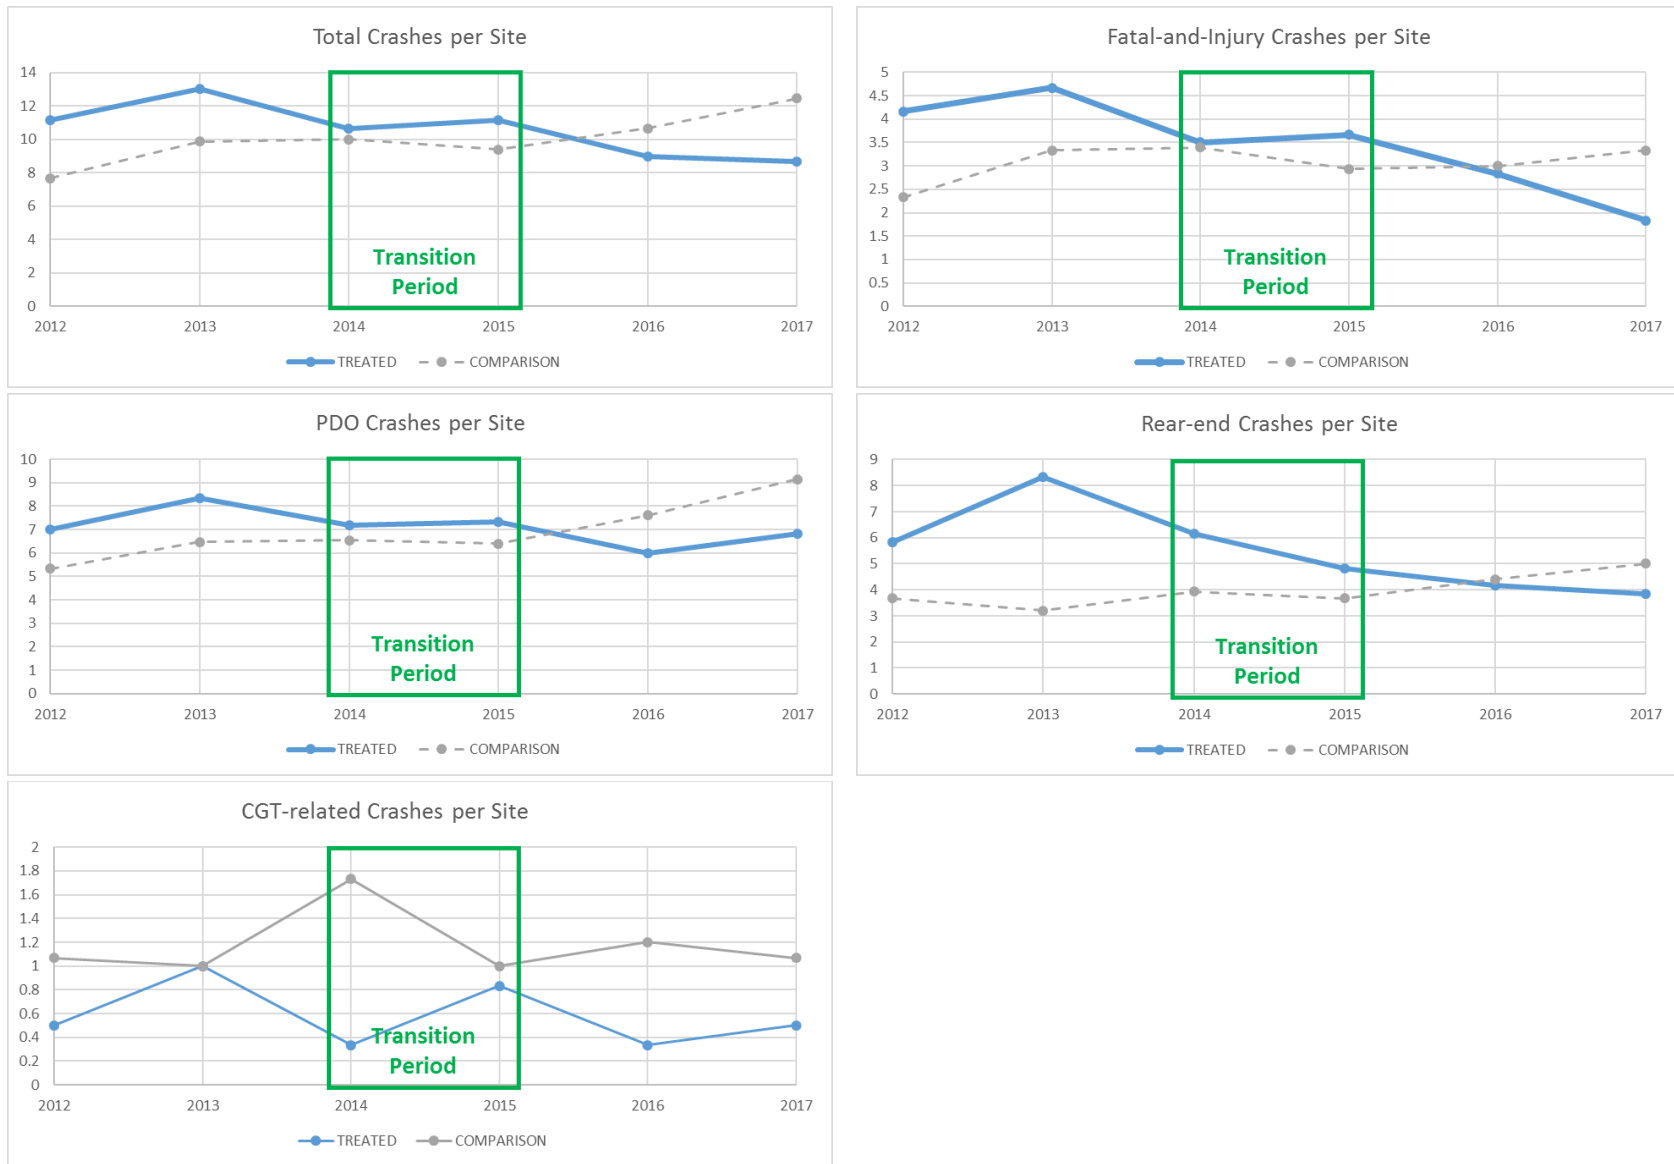 Total Crashes per Site
14
12
10
8
6
4
2
0
Transition
Period
2012 2013 2014 2015 2016 2017
TREATED COMPARISON
Fatal-and-Injury Crashes per Site
5
4.5
4
3.5
3
2.5
2
1.5
1
0.5
0
Transition
Period
2012 2013 2014 2015 2016 2017
TREATED COMPARISON
PDO Crashes per Site
10
9
8
7
6
5
4
3
2
1
0
Transition
Period
2012 2013 2014 2015 2016 2017
TREATED COMPARISON
Rear-end Crashes per Site
9
8
7
6
5
4
3
2
1
0
Transition
Period
2012 2013 2014 2015 2016 2017
TREATED COMPARISON
CGT-related Crashes per Site
2
1.8
1.6
1.4
1.2
1
0.8
0.6
0.4
0.2
0
Transition
Period
2012 2013 2014 2015 2016 2017
TREATED COMPARISON